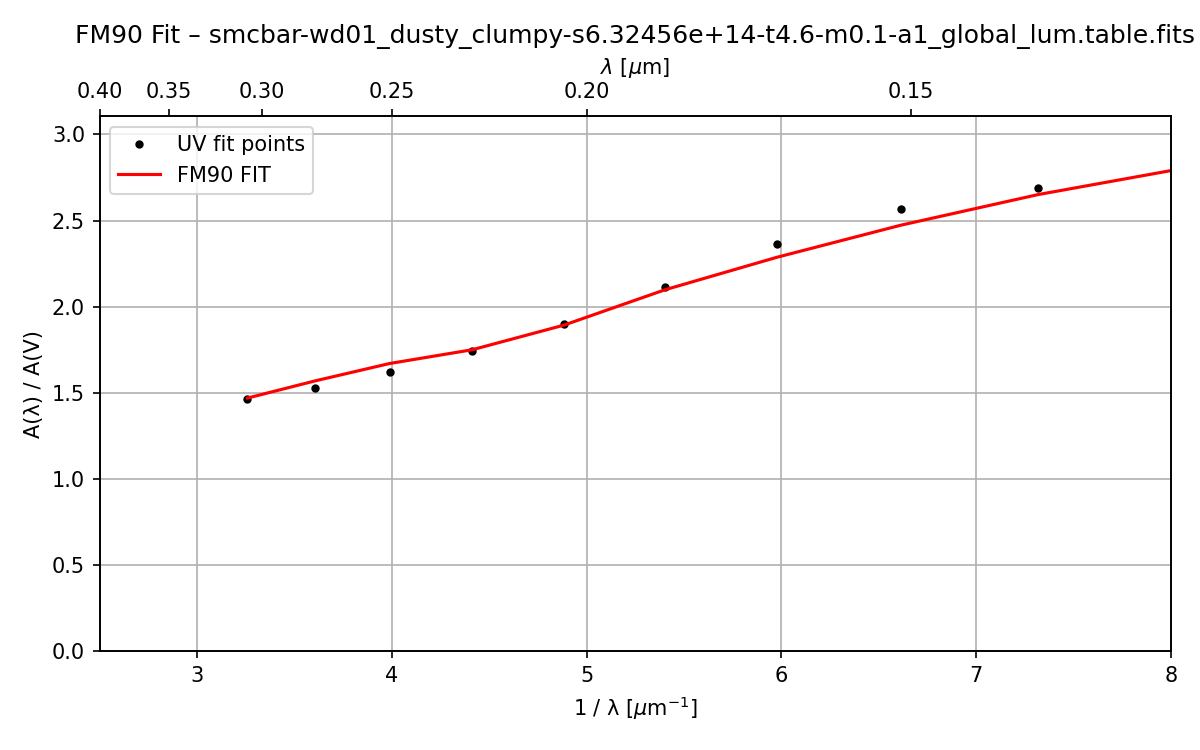 FM90 Fit – smcbar-wd01_dusty_clumpy-s6.32456e+14-t4.6-m0.1-a1_global_lum.table.fits
λ [μm]
0.40 0.35 0.30 0.25 0.20 0.15
UV fit points
FM90 FIT
3.0
2.5
2.0
1.5
1.0
0.5
0.0
A(λ) / A(V)
3 4 5 6 7 8
1 / λ [μm⁻¹]